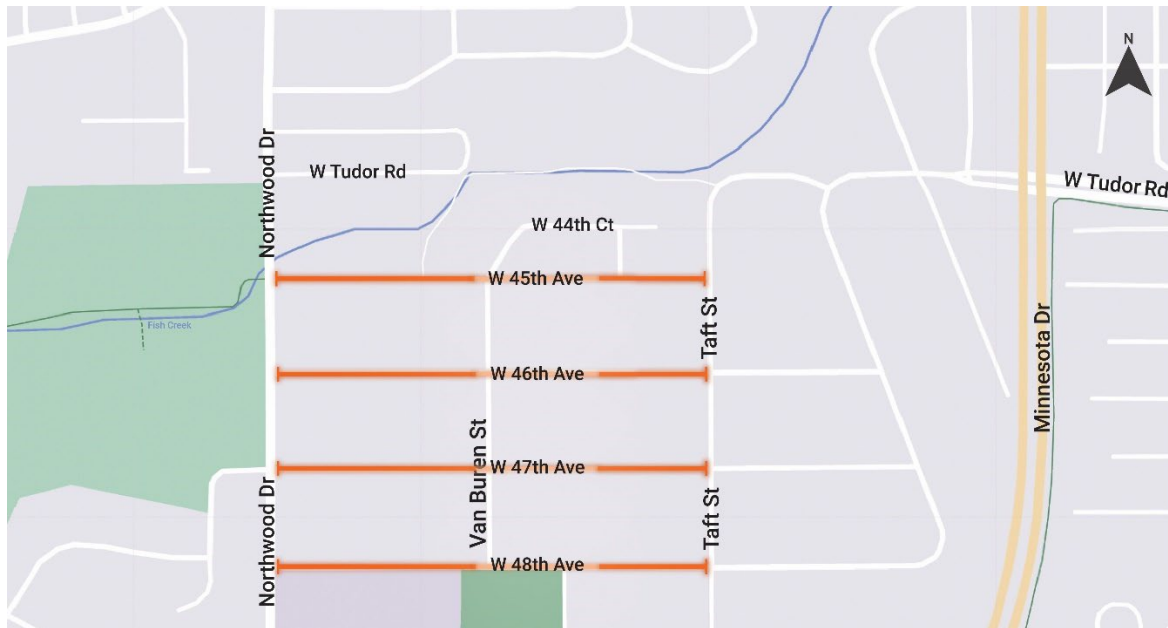 N
Northwood Dr
W Tudor Rd
W Tudor Rd
W 44th Ct
W 45th Ave
Fish Creek
Taft St
Minnesota Dr
W 46th Ave
Van Buren St
W 47th Ave
Northwood Dr
Taft St
W 48th Ave